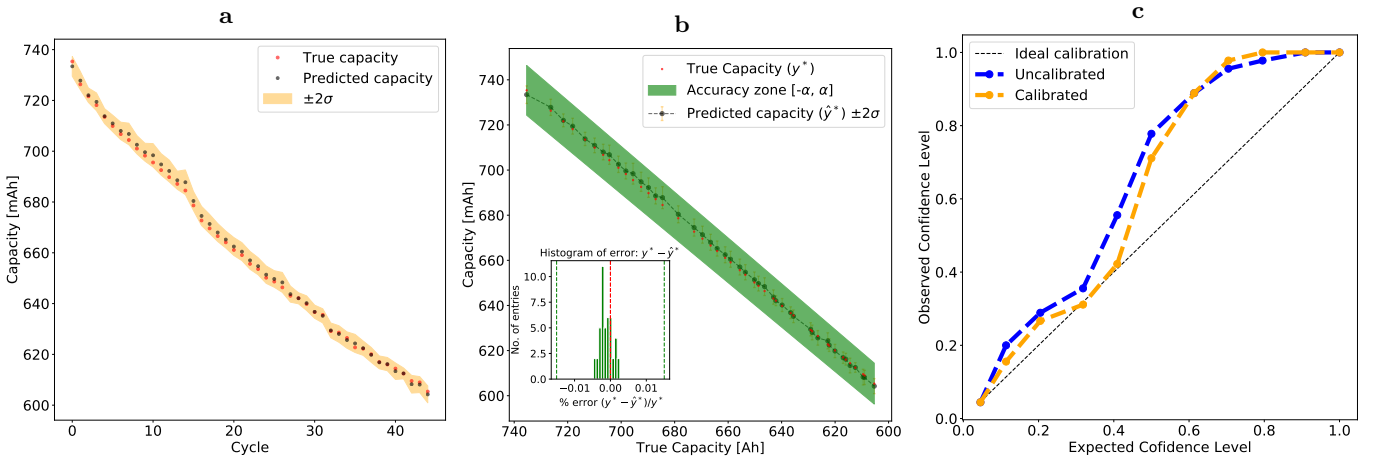 a
740
720
700
680
660
640
620
600
0
10
20
30
40
Capacity [mAh]
Cycle
True capacity
Predicted capacity
±2σ
b
740
720
700
680
660
640
620
600
740
720
700
680
660
640
620
600
Capacity [mAh]
True Capacity [Ah]
True Capacity (y*)
Accuracy zone [-α, α]
Predicted capacity (ŷ*) ±2σ
Histogram of error: y* − ŷ*
10.0
7.5
5.0
2.5
0.0
−0.01
0.00
0.01
No. of entries
% error (y* − ŷ*)/y*
c
1.0
0.8
0.6
0.4
0.2
0.0
0.0
0.2
0.4
0.6
0.8
1.0
Observed Confidence Level
Expected Cofidence Level
Ideal calibration
Uncalibrated
Calibrated